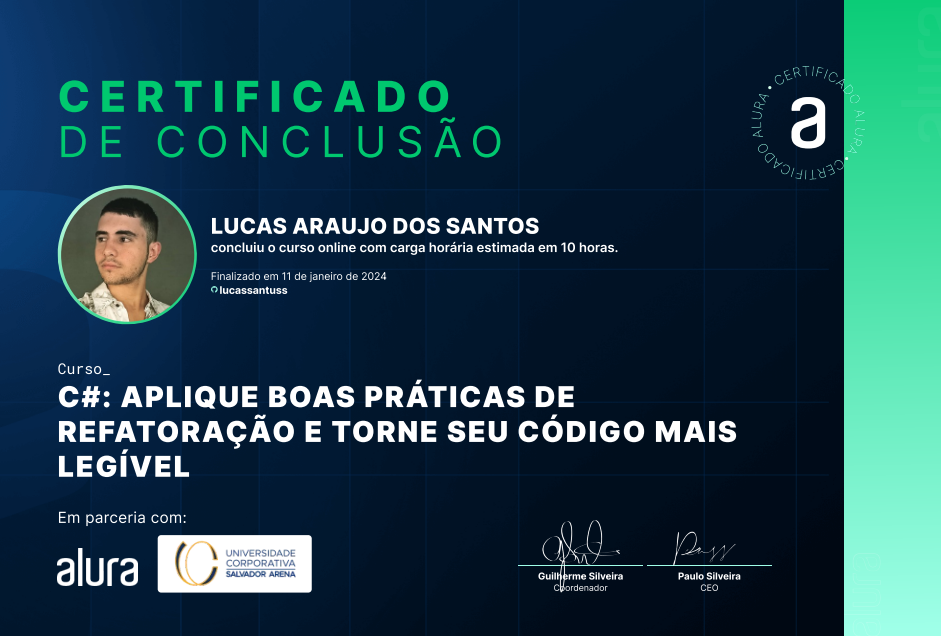 CERTIFICADO
DE CONCLUSÃO
CERTIFICADO ALURA • CERTIFICADO ALURA •
a
LUCAS ARAUJO DOS SANTOS
concluiu o curso online com carga horária estimada em 10 horas.
Finalizado em 11 de janeiro de 2024
lucassantuss
Curso_
C#: APLIQUE BOAS PRÁTICAS DE
REFATORAÇÃO E TORNE SEU CÓDIGO MAIS
LEGÍVEL
Em parceria com:
alura
UNIVERSIDADE
CORPORATIVA
SALVADOR ARENA
Guilherme Silveira
Coordenador
Paulo Silveira
CEO
alura